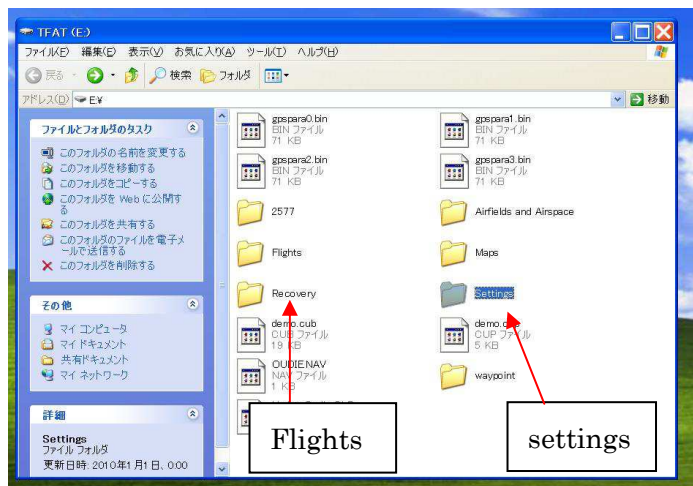 TFAT (E:)
ファイル(F) 編集(E) 表示(V) お気に入り(A) ツール(T) ヘルプ(H)
戻る 検索 フォルダ
アドレス(D) E:¥ 移動
ファイルとフォルダのタスク
このフォルダの名前を変更する
このフォルダを移動する
このフォルダをコピーする
このフォルダを Web に公開す
る
このフォルダを共有する
このフォルダのファイルを電子メ
ールで送信する
このフォルダを削除する
その他
マイ コンピュータ
マイ ドキュメント
共有ドキュメント
マイ ネットワーク
詳細
Settings
ファイル フォルダ
更新日時: 2010年1月1日、0:00
gpspara0.bin
BIN ファイル
71 KB
gpspara1.bin
BIN ファイル
71 KB
gpspara2.bin
BIN ファイル
71 KB
gpspara3.bin
BIN ファイル
71 KB
2577
Airfields and Airspace
Flights
Maps
Recovery
Settings
demo.cub
CUB ファイル
19 KB
demo.cup
CUP ファイル
5 KB
OUDIE.NAV
NAV ファイル
1 KB
waypoint
Flights
settings